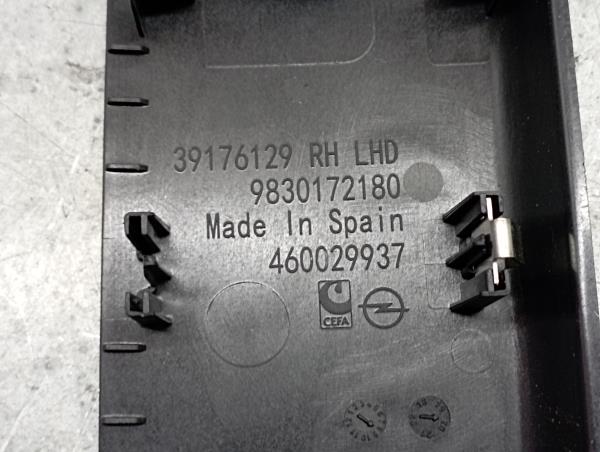 39176129 RH LHD
9830172180
Made In Spain
460029937
CEFA